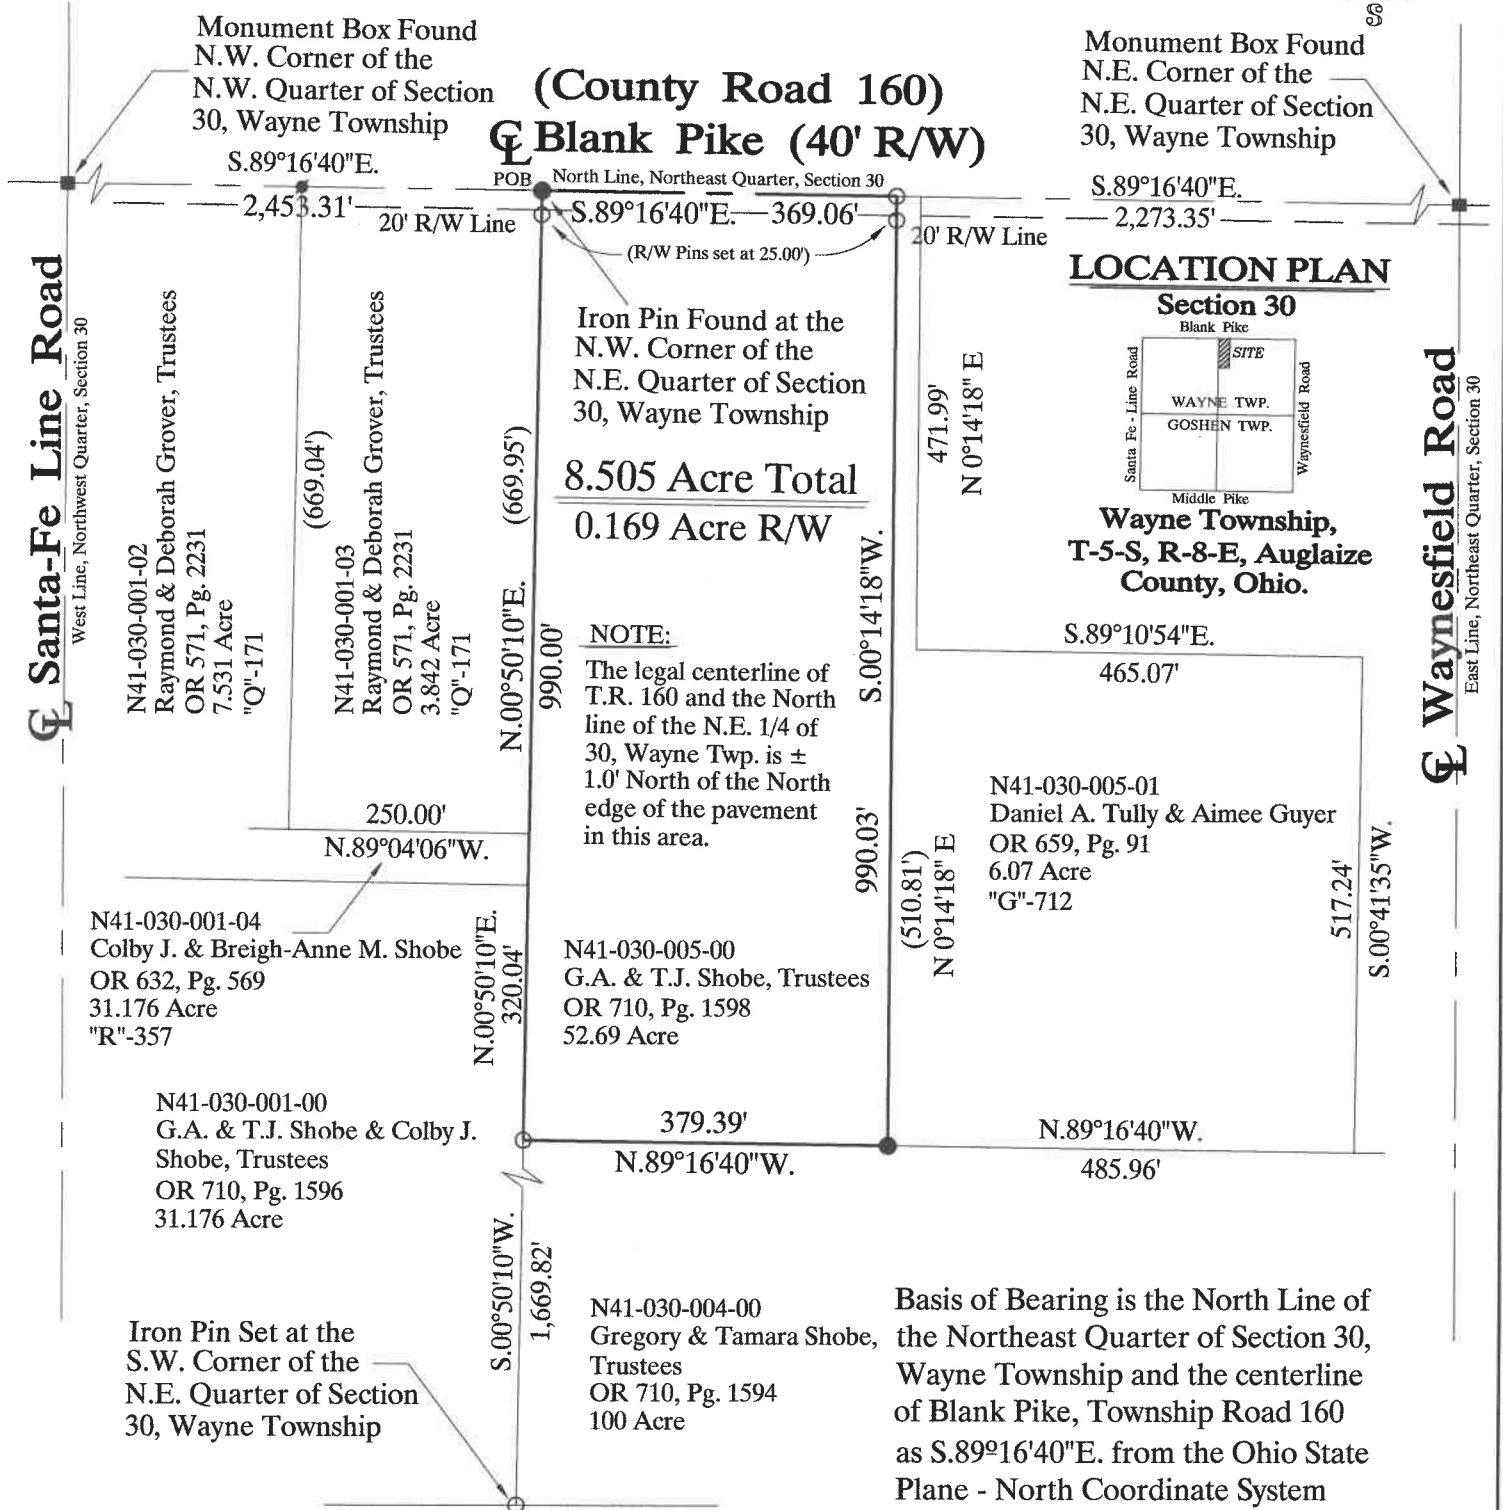 Monument Box Found
N.W. Corner of the
N.W. Quarter of Section
30, Wayne Township
(County Road 160)
℄ Blank Pike (40' R/W)
Monument Box Found
N.E. Corner of the
N.E. Quarter of Section
30, Wayne Township
S.89°16'40"E.
2,453.31'
20' R/W Line
POB
North Line, Northeast Quarter, Section 30
S.89°16'40"E. 369.06'
(R/W Pins set at 25.00')
S.89°16'40"E.
2,273.35'
20' R/W Line
LOCATION PLAN
Section 30
Blank Pike
SITE
Santa Fe - Line Road
WAYNE TWP.
GOSHEN TWP.
Waynesfield Road
Middle Pike
Wayne Township,
T-5-S, R-8-E, Auglaize
County, Ohio.
℄ Santa-Fe Line Road
West Line, Northwest Quarter, Section 30
N41-030-001-02
Raymond & Deborah Grover, Trustees
OR 571, Pg. 2231
7.531 Acre
"Q"-171
(669.04')
N41-030-001-03
Raymond & Deborah Grover, Trustees
OR 571, Pg. 2231
3.842 Acre
"Q"-171
(669.95')
N.00°50'10"E.
990.00'
Iron Pin Found at the
N.W. Corner of the
N.E. Quarter of Section
30, Wayne Township
8.505 Acre Total
0.169 Acre R/W
NOTE:
The legal centerline of
T.R. 160 and the North
line of the N.E. 1/4 of
30, Wayne Twp. is ±
1.0' North of the North
edge of the pavement
in this area.
S.00°14'18"W.
990.03'
471.99'
N 0°14'18" E
S.89°10'54"E.
465.07'
℄ Waynesfield Road
East Line, Northeast Quarter, Section 30
250.00'
N.89°04'06"W.
N41-030-001-04
Colby J. & Breigh-Anne M. Shobe
OR 632, Pg. 569
31.176 Acre
"R"-357
N.00°50'10"E.
320.04'
N41-030-005-00
G.A. & T.J. Shobe, Trustees
OR 710, Pg. 1598
52.69 Acre
(510.81')
N 0°14'18" E
N41-030-005-01
Daniel A. Tully & Aimee Guyer
OR 659, Pg. 91
6.07 Acre
"G"-712
517.24'
S.00°41'35"W.
N41-030-001-00
G.A. & T.J. Shobe & Colby J.
Shobe, Trustees
OR 710, Pg. 1596
31.176 Acre
379.39'
N.89°16'40"W.
N.89°16'40"W.
485.96'
S.00°50'10"W.
1,669.82'
Iron Pin Set at the
S.W. Corner of the
N.E. Quarter of Section
30, Wayne Township
N41-030-004-00
Gregory & Tamara Shobe,
Trustees
OR 710, Pg. 1594
100 Acre
Basis of Bearing is the North Line of
the Northeast Quarter of Section 30,
Wayne Township and the centerline
of Blank Pike, Township Road 160
as S.89º16'40"E. from the Ohio State
Plane - North Coordinate System